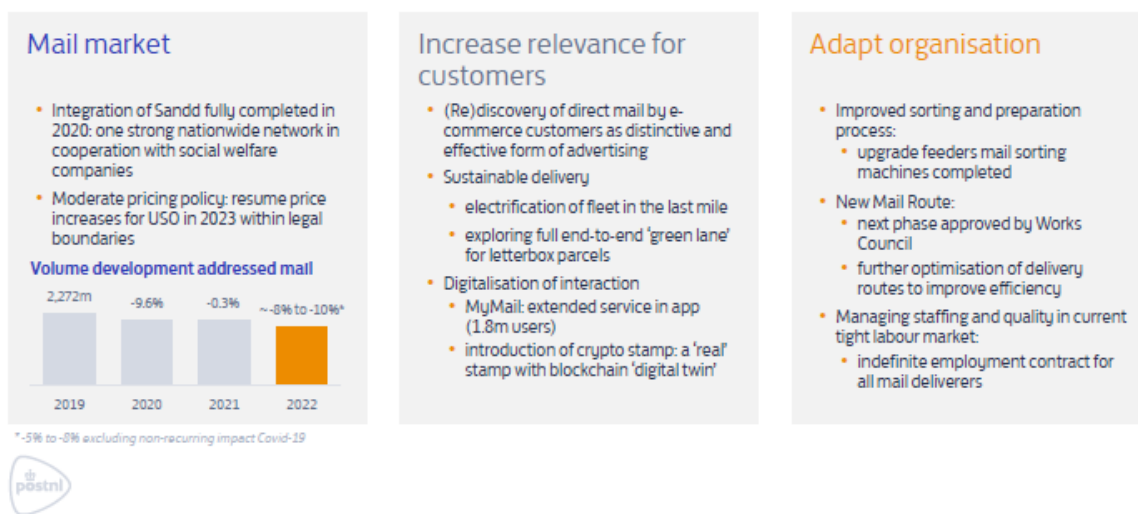 Mail market
• Integration of Sandd fully completed in
2020: one strong nationwide network in
cooperation with social welfare
companies
• Moderate pricing policy: resume price
increases for USO in 2023 within legal
boundaries
Volume development addressed mail
2,272m
-9.6%
-0.3%
~-8% to -10%*
2019
2020
2021
2022
* -5% to -8% excluding non-recurring impact Covid-19
Increase relevance for
customers
• (Re)discovery of direct mail by e-
commerce customers as distinctive and
effective form of advertising
• Sustainable delivery
• electrification of fleet in the last mile
• exploring full end-to-end ‘green lane’
for letterbox parcels
• Digitalisation of interaction
• MyMail: extended service in app
(1.8m users)
• introduction of crypto stamp: a ‘real’
stamp with blockchain ‘digital twin’
Adapt organisation
• Improved sorting and preparation
process:
• upgrade feeders mail sorting
machines completed
• New Mail Route:
• next phase approved by Works
Council
• further optimisation of delivery
routes to improve efficiency
• Managing staffing and quality in current
tight labour market:
• indefinite employment contract for
all mail deliverers
postnl